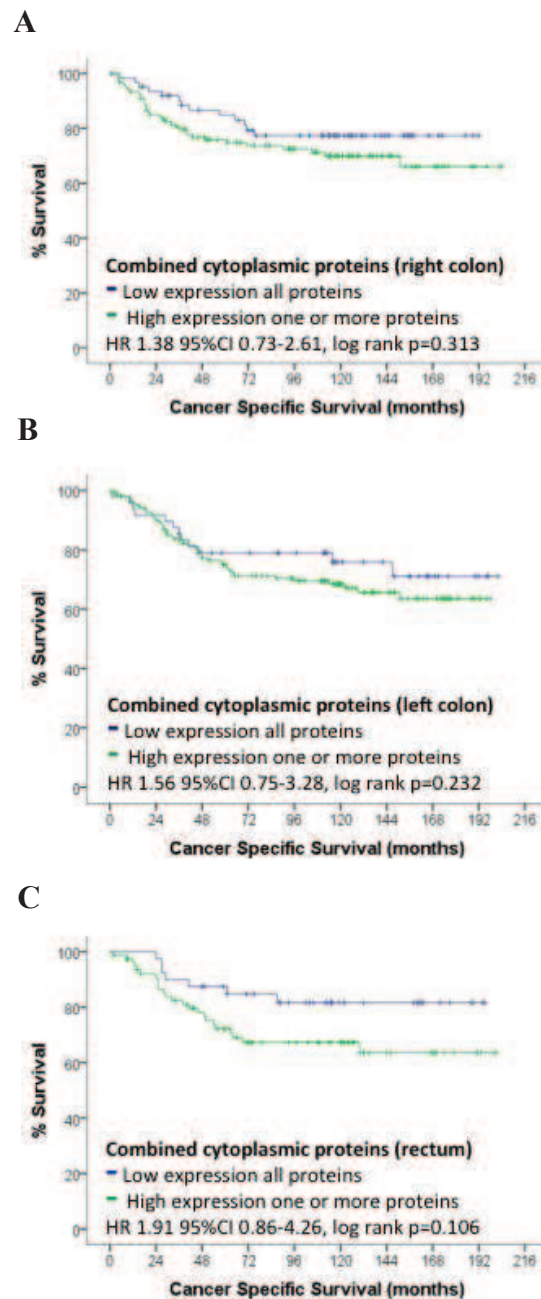 A
100
80
60
40
20
0
% Survival
Combined cytoplasmic proteins (right colon)
Low expression all proteins
High expression one or more proteins
HR 1.38 95%CI 0.73-2.61, log rank p=0.313
0 24 48 72 96 120 144 168 192 216
Cancer Specific Survival (months)
B
100
80
60
40
20
0
% Survival
Combined cytoplasmic proteins (left colon)
Low expression all proteins
High expression one or more proteins
HR 1.56 95%CI 0.75-3.28, log rank p=0.232
0 24 48 72 96 120 144 168 192 216
Cancer Specific Survival (months)
C
100
80
60
40
20
0
% Survival
Combined cytoplasmic proteins (rectum)
Low expression all proteins
High expression one or more proteins
HR 1.91 95%CI 0.86-4.26, log rank p=0.106
0 24 48 72 96 120 144 168 192 216
Cancer Specific Survival (months)